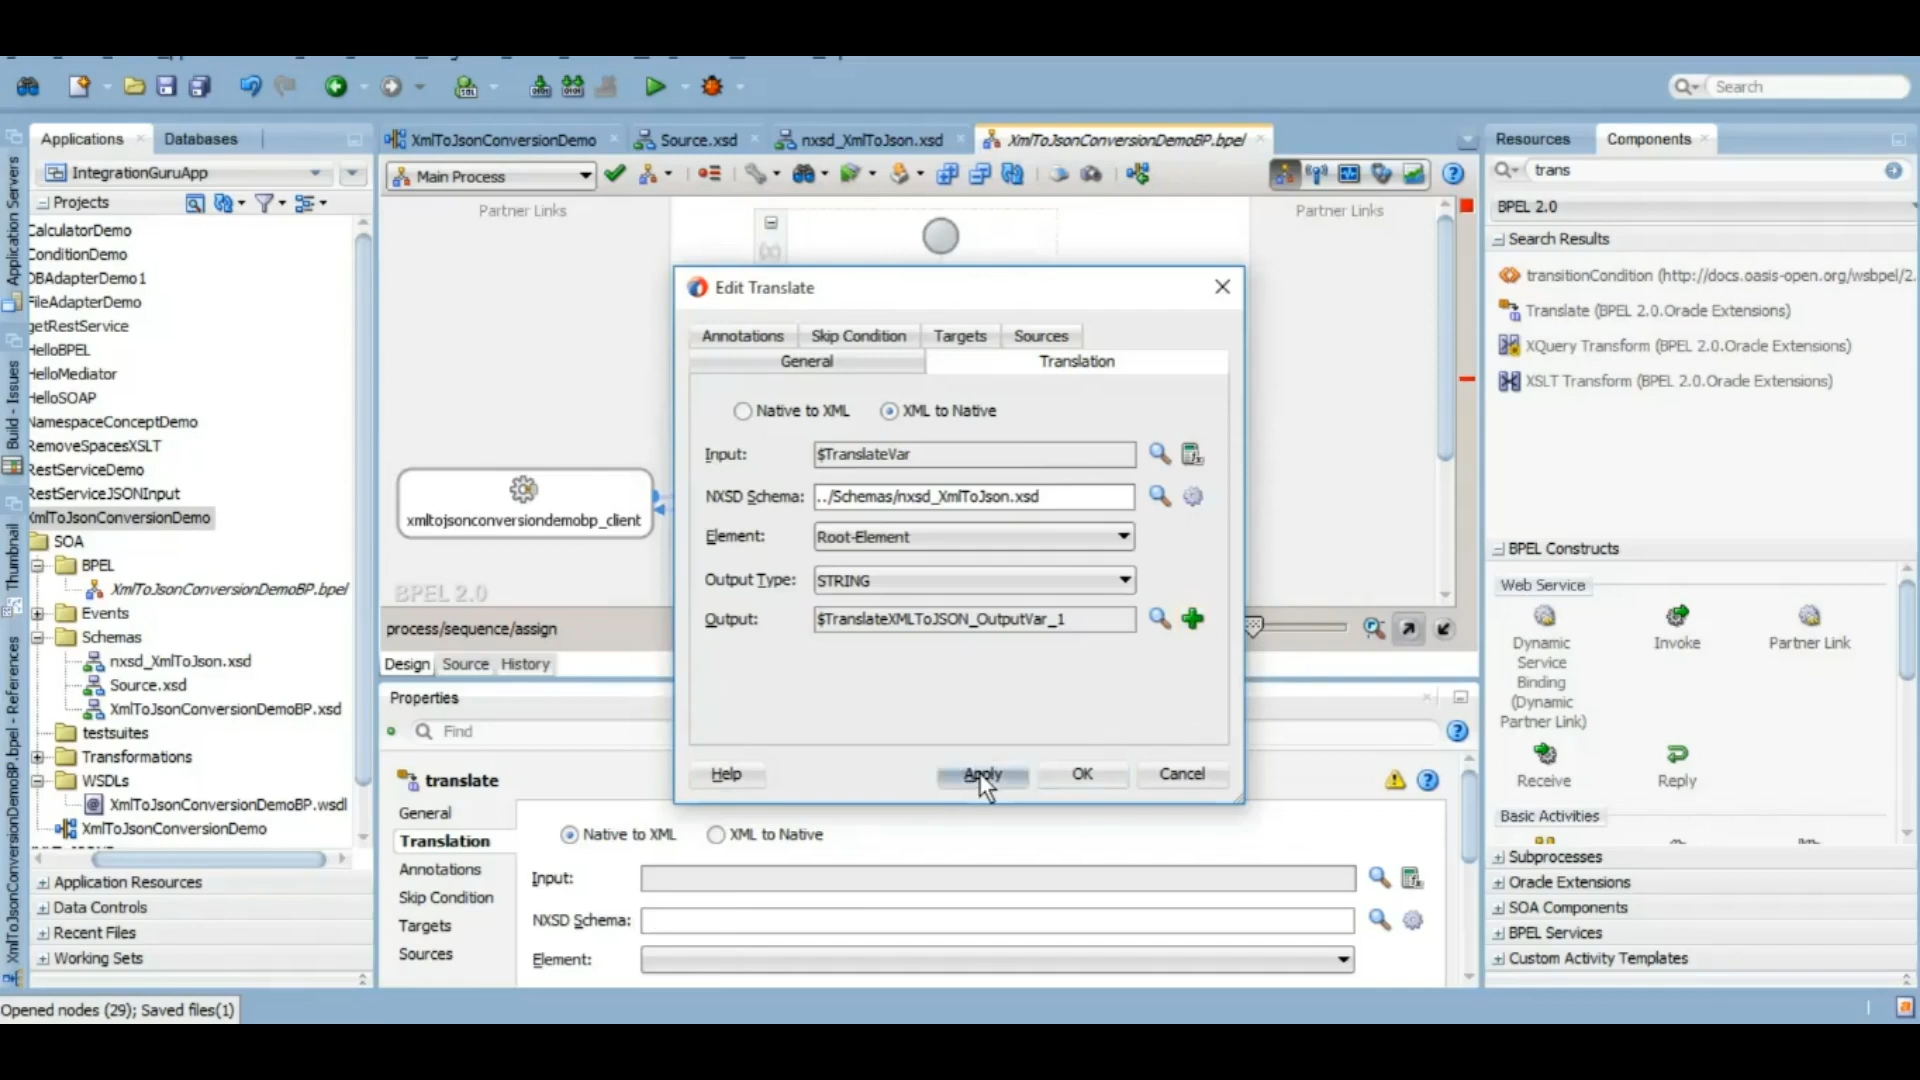 Search
Applications
Databases
IntegrationGuruApp
Projects
CalculatorDemo
ConditionDemo
DBAdapterDemo1
FileAdapterDemo
getRestService
HelloBPEL
HelloMediator
HelloSOAP
NamespaceConceptDemo
RemoveSpacesXSLT
RestServiceDemo
RestServiceJSONInput
XmlToJsonConversionDemo
SOA
BPEL
XmlToJsonConversionDemoBP.bpel
Events
Schemas
nxsd_XmlToJson.xsd
Source.xsd
XmlToJsonConversionDemoBP.xsd
testsuites
Transformations
WSDLs
XmlToJsonConversionDemoBP.wsdl
XmlToJsonConversionDemo
Application Resources
Data Controls
Recent Files
Working Sets
Opened nodes (29); Saved files(1)
Application Servers
Build - Issues
Thumbnail
XmlToJsonConversionDemoBP.bpel - References
XmlToJsonConversionDemo
Source.xsd
nxsd_XmlToJson.xsd
XmlToJsonConversionDemoBP.bpel
Main Process
Partner Links
Partner Links
xmltojsonconversiondemobp_client
BPEL 2.0
process/sequence/assign
Design
Source
History
Edit Translate
Annotations
Skip Condition
Targets
Sources
General
Translation
Native to XML
XML to Native
Input:
$TranslateVar
NXSD Schema:
../Schemas/nxsd_XmlToJson.xsd
Element:
Root-Element
Output Type:
STRING
Output:
$TranslateXMLToJSON_OutputVar_1
Help
Apply
OK
Cancel
Properties
Find
translate
General
Translation
Annotations
Skip Condition
Targets
Sources
Native to XML
XML to Native
Input:
NXSD Schema:
Element:
Resources
Components
trans
BPEL 2.0
Search Results
transitionCondition (http://docs.oasis-open.org/wsbpel/2.
Translate (BPEL 2.0.Oracle Extensions)
XQuery Transform (BPEL 2.0.Oracle Extensions)
XSLT Transform (BPEL 2.0.Oracle Extensions)
BPEL Constructs
Web Service
Dynamic
Service
Binding
(Dynamic
Partner Link)
Invoke
Partner Link
Receive
Reply
Basic Activities
Subprocesses
Oracle Extensions
SOA Components
BPEL Services
Custom Activity Templates